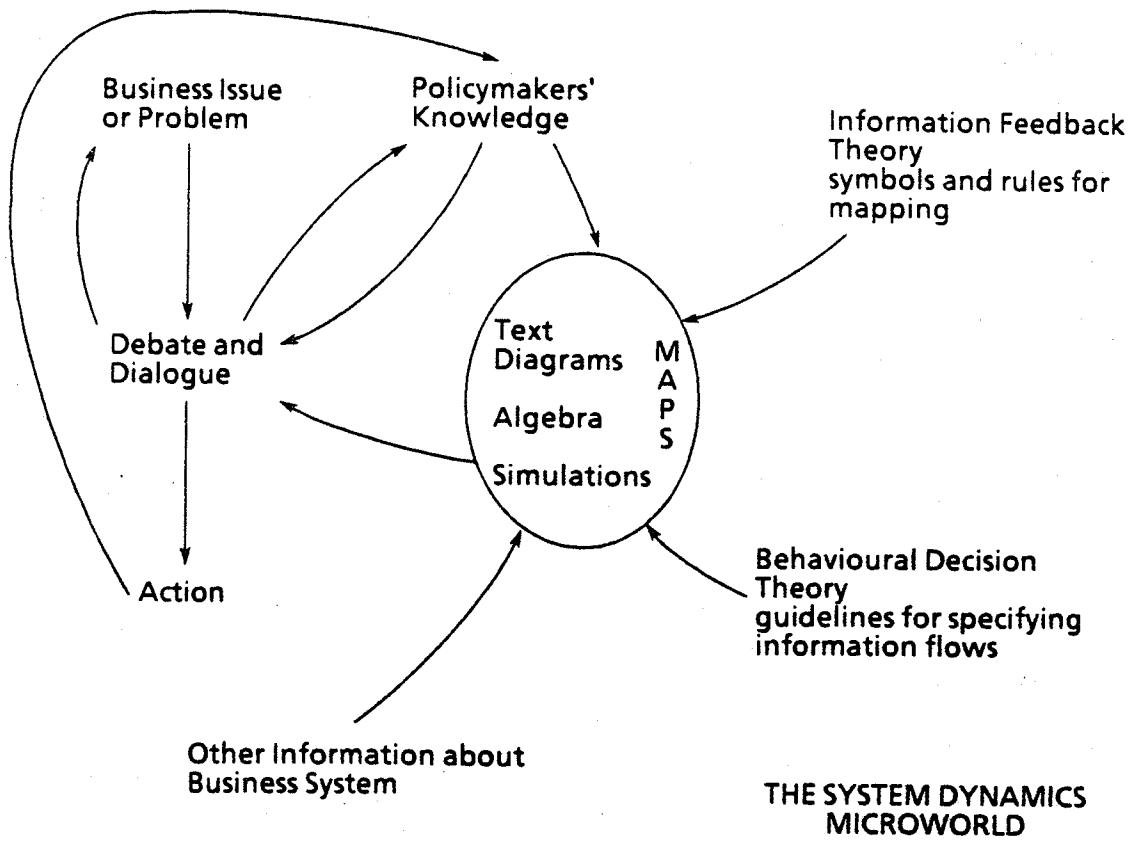 Business Issue
or Problem
Policymakers'
Knowledge
Information Feedback
Theory
symbols and rules for
mapping
Debate and
Dialogue
Text
Diagrams
Algebra
Simulations
M
A
P
S
Action
Behavioural Decision
Theory
guidelines for specifying
information flows
Other Information about
Business System
THE SYSTEM DYNAMICS
MICROWORLD